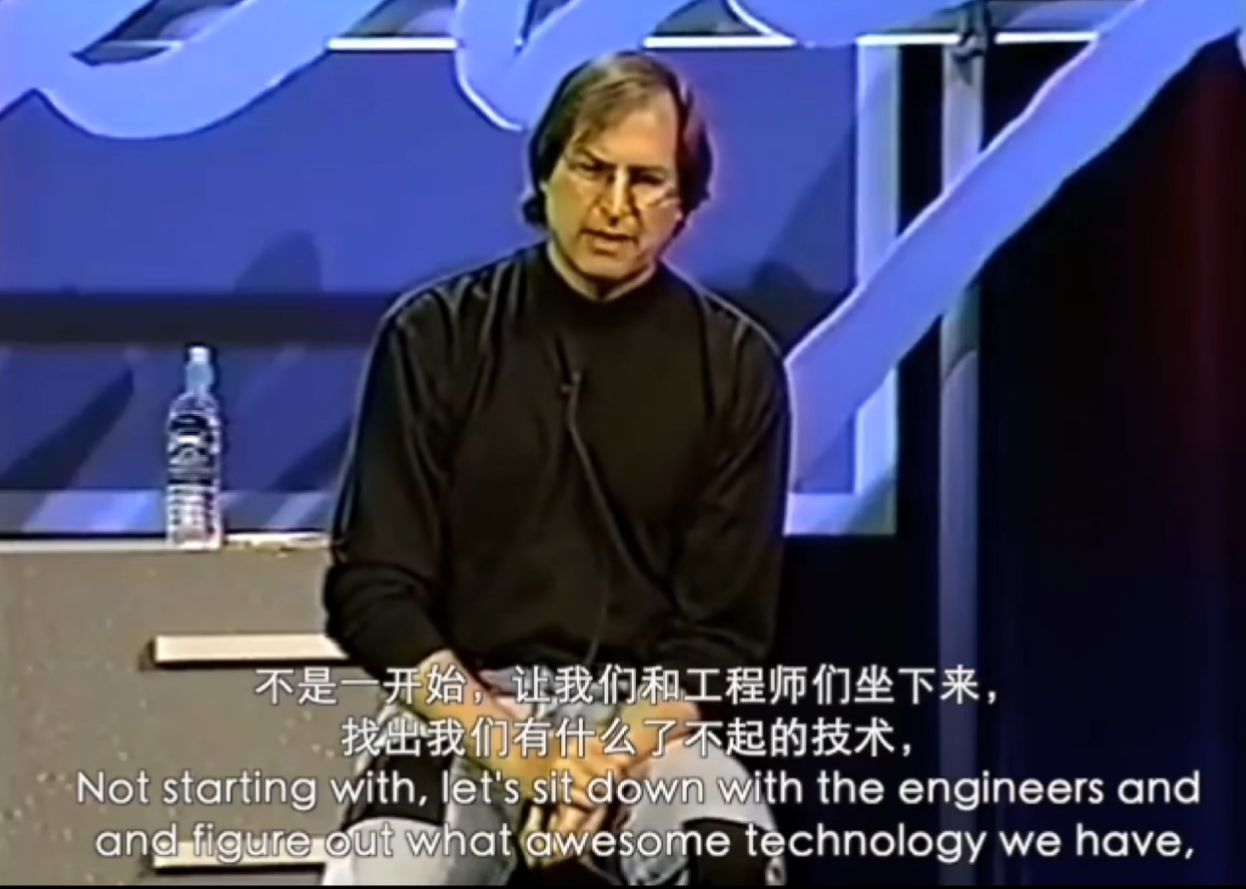 不是一开始，让我们和工程师们坐下来，
找出我们有什么了不起的技术，
Not starting with, let's sit down with the engineers and
and figure out what awesome technology we have,